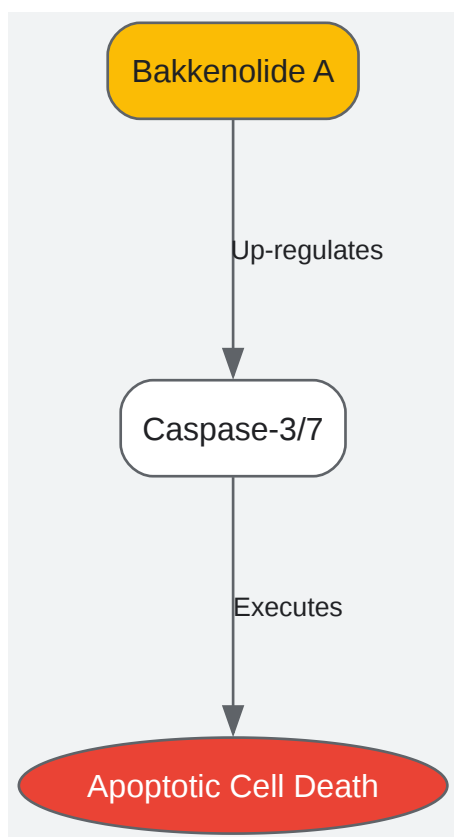 Bakkenolide A
Up-regulates
Caspase-3/7
Executes
Apoptotic Cell Death